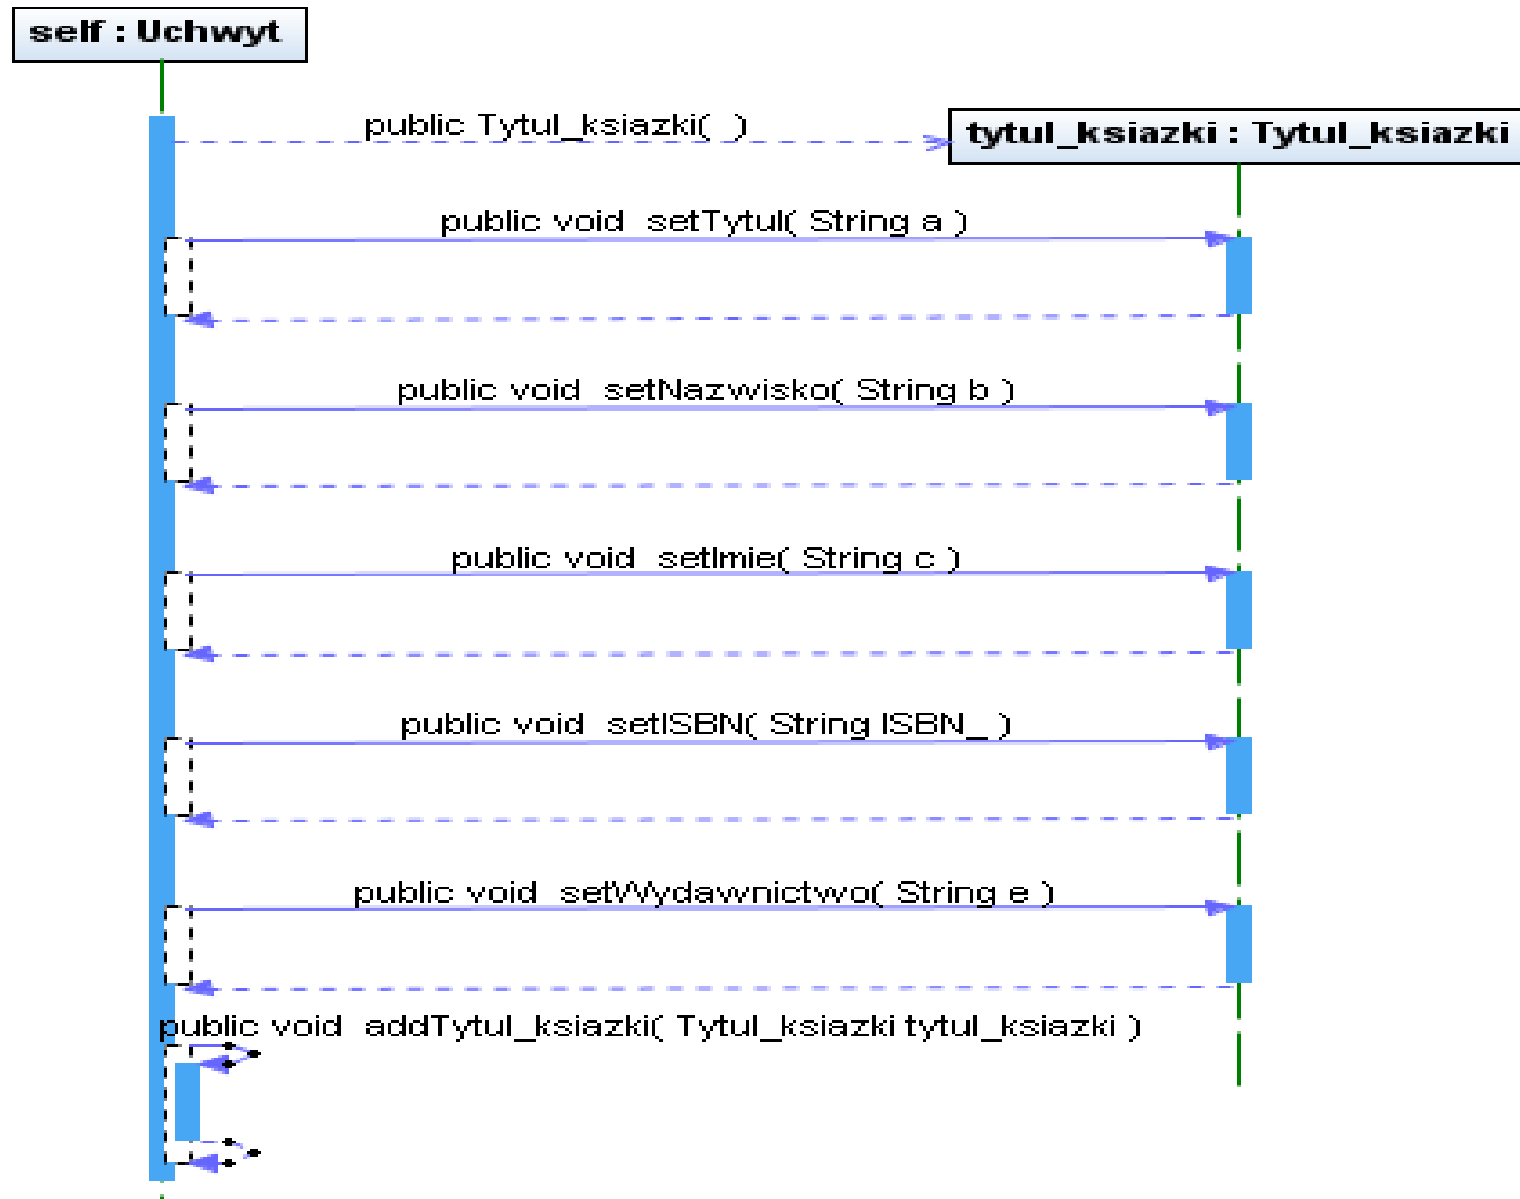 self : Uchwyt
public Tytul_ksiazki( )
tytul_ksiazki : Tytul_ksiazki
public void setTytul( String a )
public void setNazwisko( String b )
public void setImie( String c )
public void setISBN( String ISBN_ )
public void setWydawnictwo( String e )
public void addTytul_ksiazki( Tytul_ksiazki tytul_ksiazki )